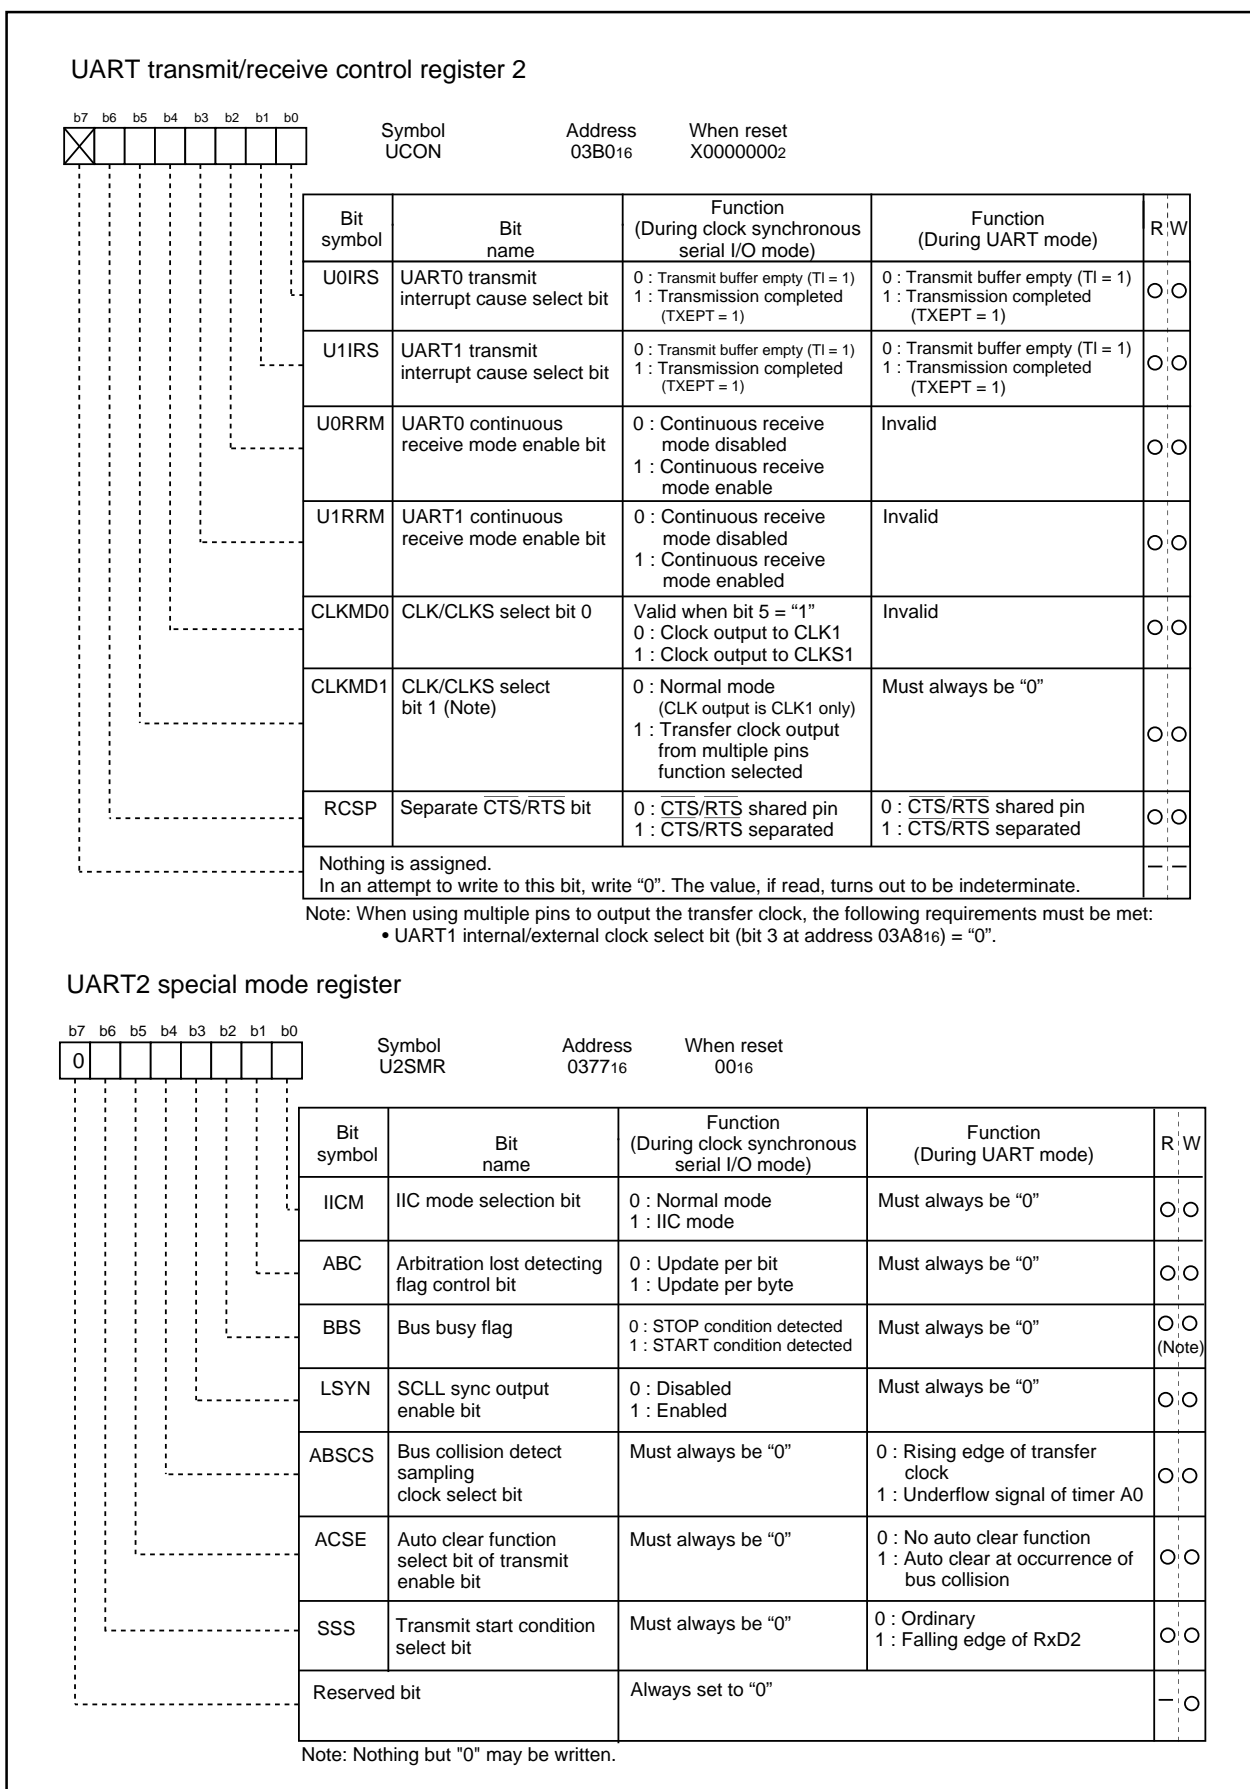 UART transmit/receive control register 2
b7 b6 b5 b4 b3 b2 b1 b0
Symbol Address When reset
UCON 03B016 X00000002
Bit symbol Bit name Function (During clock synchronous serial I/O mode) Function (During UART mode) R W
U0IRS UART0 transmit interrupt cause select bit
0 : Transmit buffer empty (TI = 1)
1 : Transmission completed
(TXEPT = 1)
0 : Transmit buffer empty (TI = 1)
1 : Transmission completed
(TXEPT = 1)
U1IRS UART1 transmit interrupt cause select bit
0 : Transmit buffer empty (TI = 1)
1 : Transmission completed
(TXEPT = 1)
0 : Transmit buffer empty (TI = 1)
1 : Transmission completed
(TXEPT = 1)
U0RRM UART0 continuous receive mode enable bit
0 : Continuous receive
mode disabled
1 : Continuous receive
mode enable
Invalid
U1RRM UART1 continuous receive mode enable bit
0 : Continuous receive
mode disabled
1 : Continuous receive
mode enabled
Invalid
CLKMD0 CLK/CLKS select bit 0
Valid when bit 5 = “1”
0 : Clock output to CLK1
1 : Clock output to CLKS1
Invalid
CLKMD1 CLK/CLKS select bit 1 (Note)
0 : Normal mode
(CLK output is CLK1 only)
1 : Transfer clock output
from multiple pins
function selected
Must always be “0”
RCSP Separate CTS/RTS bit
0 : CTS/RTS shared pin
1 : CTS/RTS separated
0 : CTS/RTS shared pin
1 : CTS/RTS separated
Nothing is assigned.
In an attempt to write to this bit, write “0”. The value, if read, turns out to be indeterminate.
– –
Note: When using multiple pins to output the transfer clock, the following requirements must be met:
• UART1 internal/external clock select bit (bit 3 at address 03A816) = “0”.
UART2 special mode register
b7 b6 b5 b4 b3 b2 b1 b0
0
Symbol Address When reset
U2SMR 037716 0016
Bit symbol Bit name Function (During clock synchronous serial I/O mode) Function (During UART mode) R W
IICM IIC mode selection bit
0 : Normal mode
1 : IIC mode
Must always be “0”
ABC Arbitration lost detecting flag control bit
0 : Update per bit
1 : Update per byte
Must always be “0”
BBS Bus busy flag
0 : STOP condition detected
1 : START condition detected
Must always be “0”
(Note)
LSYN SCLL sync output enable bit
0 : Disabled
1 : Enabled
Must always be “0”
ABSCS Bus collision detect sampling clock select bit
Must always be “0”
0 : Rising edge of transfer
clock
1 : Underflow signal of timer A0
ACSE Auto clear function select bit of transmit enable bit
Must always be “0”
0 : No auto clear function
1 : Auto clear at occurrence of
bus collision
SSS Transmit start condition select bit
Must always be “0”
0 : Ordinary
1 : Falling edge of RxD2
Reserved bit Always set to “0” –
Note: Nothing but "0" may be written.